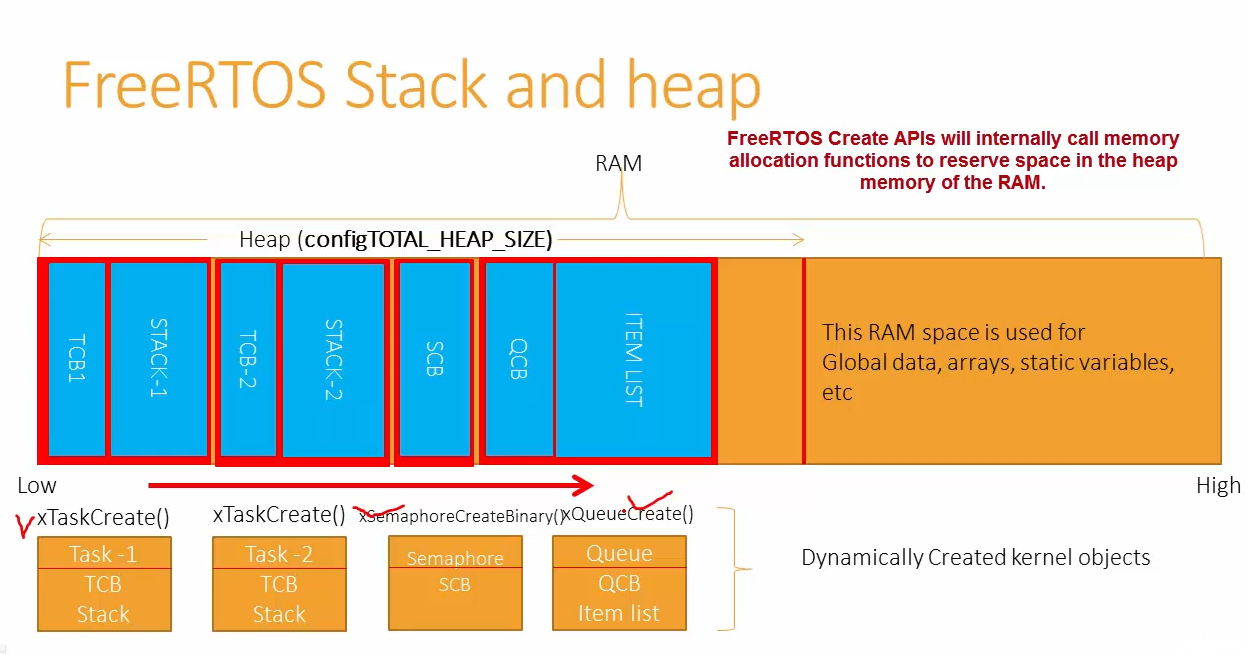 FreeRTOS Stack and heap
FreeRTOS Create APIs will internally call memory
allocation functions to reserve space in the heap
memory of the RAM.
RAM
Heap (configTOTAL_HEAP_SIZE)
TCB1
STACK-1
TCB-2
STACK-2
SCB
QCB
ITEM LIST
This RAM space is used for
Global data, arrays, static variables,
etc
Low
High
xTaskCreate()
xTaskCreate()
xSemaphoreCreateBinary()
xQueueCreate()
Task -1
TCB
Stack
Task -2
TCB
Stack
Semaphore
SCB
Queue
QCB
Item list
Dynamically Created kernel objects